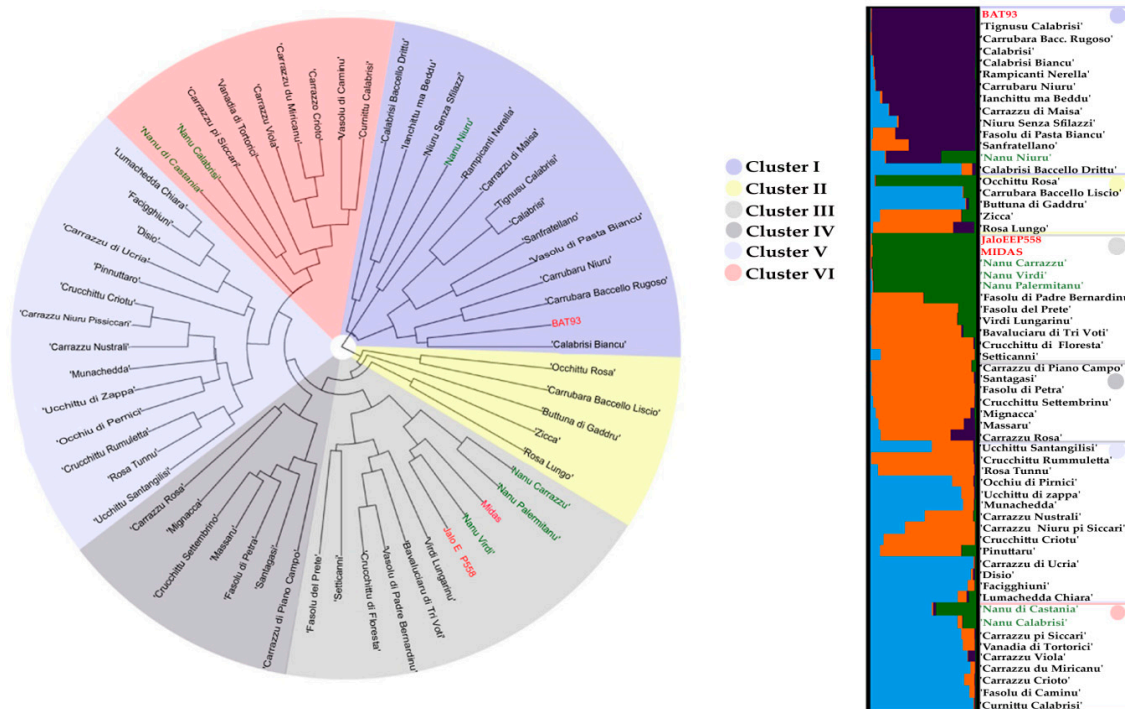 'Nanu di Castania'
'Nanu Calabrisi'
'Carrazzu pi Siccari'
'Vanadia di Tortorici'
'Carrazzu Viola'
'Carrazzu du Miricanu'
'Carrazzo Crioto'
'Vasolu di Caminu'
'Curnittu Calabrisi'
'Calabrisi Baccello Drittu'
'Ianchittu ma Beddu'
'Niuru Senza Sfilazzi'
'Nanu Niuru'
'Rampicanti Nerella'
'Carrazzu di Maisa'
'Tignusu Calabrisi'
'Calabrisi'
'Sanfratellano'
'Vasolu di Pasta Biancu'
'Carrubaru Niuru'
'Carrubara Baccello Rugoso'
BAT93
'Calabrisi Biancu'
'Occhittu Rosa'
'Carrubara Baccello Liscio'
'Buttuna di Gaddru'
'Zicca'
'Rosa Lungo'
'Nanu Carrazzu'
'Nanu Palermitanu'
Midas
'Nanu Virdi'
Jalo E P558
'Virdi Lungarinu'
'Bavaluciaru di Tri Voti'
'Vasolu di Padre Bernardinu'
'Crucchittu di Floresta'
'Setticanni'
'Fasolu del Prete'
'Carrazzu di Piano Campo'
'Santagasi'
'Fasolu di Petra'
'Massaru'
'Crucchitu Settembrino'
'Mignacca'
'Carrazzu Rosa'
'Ucchittu Santangilisi'
'Rosa Tunnu'
'Crucchittu Rumuletta'
'Occhiu di Pernici'
'Ucchittu di Zappa'
'Munachedda'
'Carrazzu Nustrali'
'Carrazzu Niuru Pissiccari'
'Crucchittu Criotu'
'Pinnuttaro'
'Carrazzu di Ucria'
'Disio'
'Facigghiuni'
'Lumachedda Chiara'
Cluster I
Cluster II
Cluster III
Cluster IV
Cluster V
Cluster VI
BAT93
'Tignusu Calabrisi'
'Carrubara Bacc. Rugoso'
'Calabrisi'
'Calabrisi Biancu'
'Rampicanti Nerella'
'Carrubaru Niuru'
'Ianchittu ma Beddu'
'Carrazzu di Maisa'
'Niuru Senza Sfilazzi'
'Fasolu di Pasta Biancu'
'Sanfratellano'
'Nanu Niuru'
'Calabrisi Baccello Drittu'
'Occhittu Rosa'
'Carrubara Baccello Liscio'
'Buttuna di Gaddru'
'Zicca'
'Rosa Lungo'
JaloEEP558
MIDAS
'Nanu Carrazzu'
'Nanu Virdi'
'Nanu Palermitanu'
'Fasolu di Padre Bernardinu'
'Fasolu del Prete'
'Virdi Lungarinu'
'Bavaluciaru di Tri Voti'
'Crucchittu di Floresta'
'Setticanni'
'Carrazzu di Piano Campo'
'Santagasi'
'Fasolu di Petra'
'Crucchittu Settembrinu'
'Mignacca'
'Massaru'
'Carrazzu Rosa'
'Ucchittu Santangilisi'
'Crucchittu Rummuletta'
'Rosa Tunnu'
'Occhiu di Pirnici'
'Ucchittu di zappa'
'Munachedda'
'Carrazzu Nustrali'
'Carrazzu Niuru pi Siccari'
'Crucchittu Criotu'
'Pinuttaru'
'Carrazzu di Ucria'
'Disio'
'Facigghiuni'
'Lumachedda Chiara'
'Nanu di Castania'
'Nanu Calabrisi'
'Carrazzu pi Siccari'
'Vanadia di Tortorici'
'Carrazzu Viola'
'Carrazzu du Miricanu'
'Carrazzu Crioto'
'Fasolu di Caminu'
'Curnittu Calabrisi'